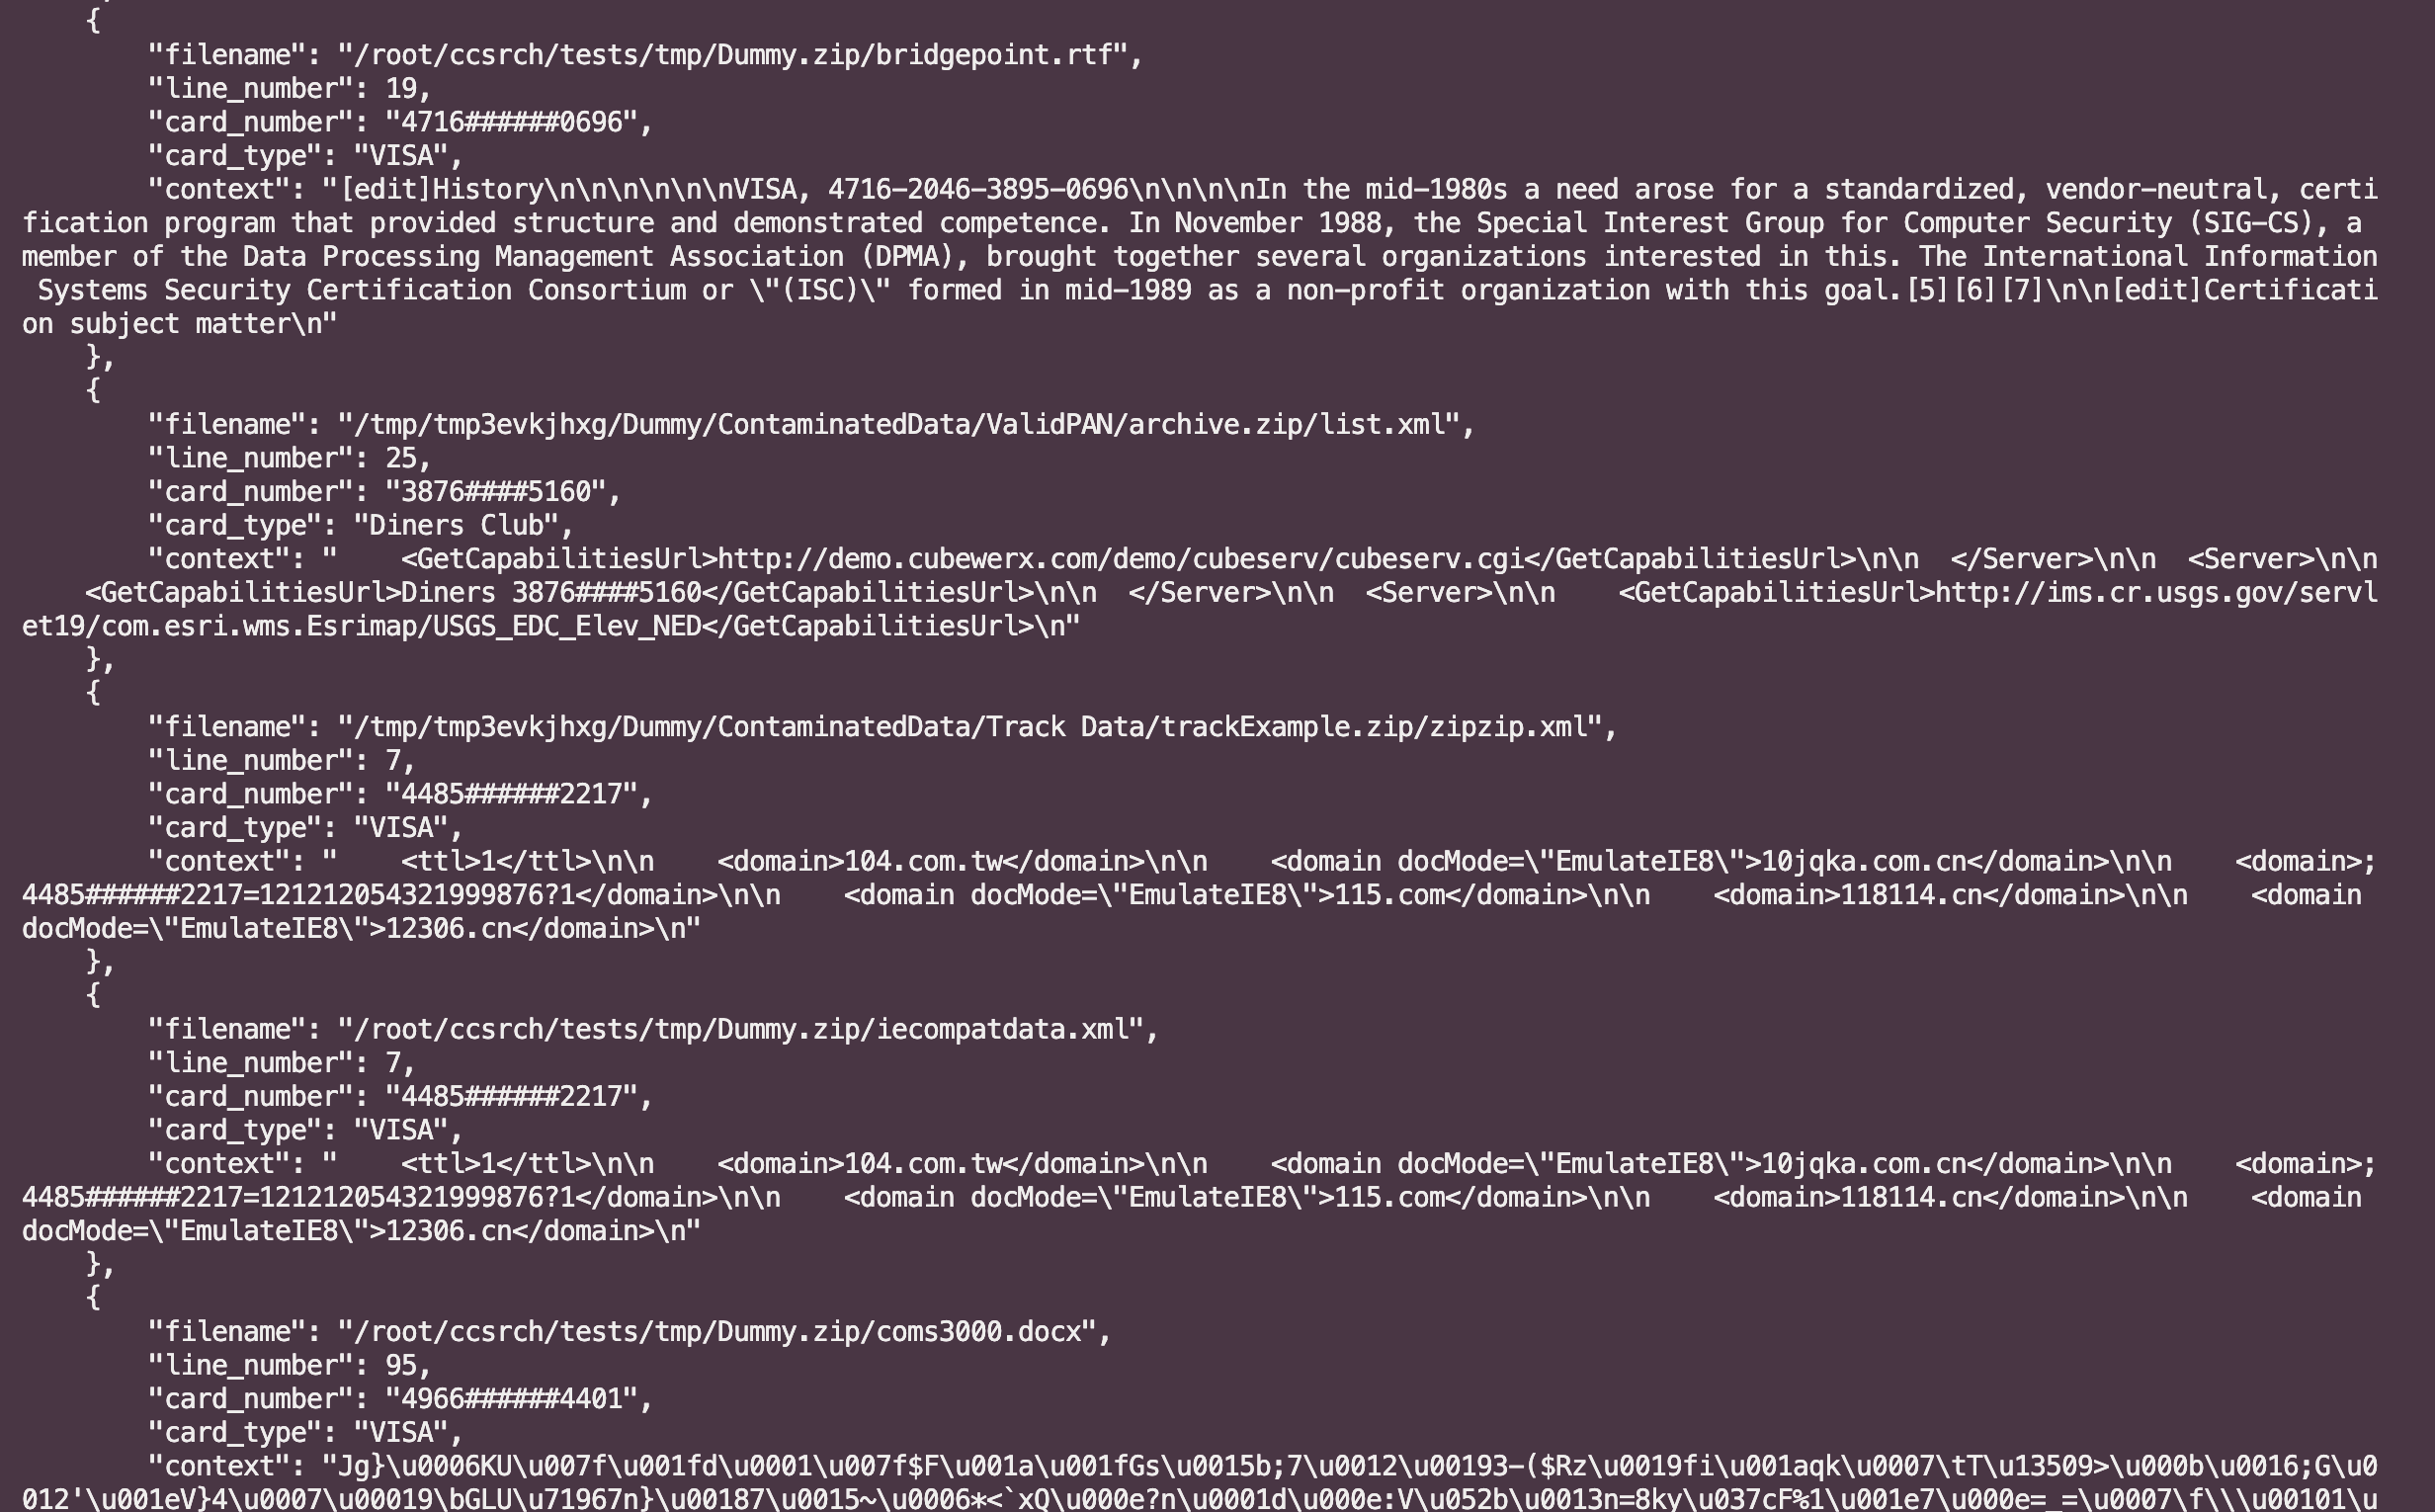 {
        "filename": "/root/ccsrch/tests/tmp/Dummy.zip/bridgepoint.rtf",
        "line_number": 19,
        "card_number": "4716######0696",
        "card_type": "VISA",
        "context": "[edit]History\n\n\n\n\n\nVISA, 4716-2046-3895-0696\n\n\n\nIn the mid-1980s a need arose for a standardized, vendor-neutral, certi
fication program that provided structure and demonstrated competence. In November 1988, the Special Interest Group for Computer Security (SIG-CS), a
member of the Data Processing Management Association (DPMA), brought together several organizations interested in this. The International Information
 Systems Security Certification Consortium or \"(ISC)\" formed in mid-1989 as a non-profit organization with this goal.[5][6][7]\n\n[edit]Certificati
on subject matter\n"
    },
    {
        "filename": "/tmp/tmp3evkjhxg/Dummy/ContaminatedData/ValidPAN/archive.zip/list.xml",
        "line_number": 25,
        "card_number": "3876####5160",
        "card_type": "Diners Club",
        "context": "    <GetCapabilitiesUrl>http://demo.cubewerx.com/demo/cubeserv/cubeserv.cgi</GetCapabilitiesUrl>\n\n  </Server>\n\n  <Server>\n\n
    <GetCapabilitiesUrl>Diners 3876####5160</GetCapabilitiesUrl>\n\n  </Server>\n\n  <Server>\n\n    <GetCapabilitiesUrl>http://ims.cr.usgs.gov/servl
et19/com.esri.wms.Esrimap/USGS_EDC_Elev_NED</GetCapabilitiesUrl>\n"
    },
    {
        "filename": "/tmp/tmp3evkjhxg/Dummy/ContaminatedData/Track Data/trackExample.zip/zipzip.xml",
        "line_number": 7,
        "card_number": "4485######2217",
        "card_type": "VISA",
        "context": "    <ttl>1</ttl>\n\n    <domain>104.com.tw</domain>\n\n    <domain docMode=\"EmulateIE8\">10jqka.com.cn</domain>\n\n    <domain>;
4485######2217=121212054321999876?1</domain>\n\n    <domain docMode=\"EmulateIE8\">115.com</domain>\n\n    <domain>118114.cn</domain>\n\n    <domain
docMode=\"EmulateIE8\">12306.cn</domain>\n"
    },
    {
        "filename": "/root/ccsrch/tests/tmp/Dummy.zip/iecompatdata.xml",
        "line_number": 7,
        "card_number": "4485######2217",
        "card_type": "VISA",
        "context": "    <ttl>1</ttl>\n\n    <domain>104.com.tw</domain>\n\n    <domain docMode=\"EmulateIE8\">10jqka.com.cn</domain>\n\n    <domain>;
4485######2217=121212054321999876?1</domain>\n\n    <domain docMode=\"EmulateIE8\">115.com</domain>\n\n    <domain>118114.cn</domain>\n\n    <domain
docMode=\"EmulateIE8\">12306.cn</domain>\n"
    },
    {
        "filename": "/root/ccsrch/tests/tmp/Dummy.zip/coms3000.docx",
        "line_number": 95,
        "card_number": "4966######4401",
        "card_type": "VISA",
        "context": "Jg}\u0006KU\u007f\u001fd\u0001\u007f$F\u001a\u001fGs\u0015b;7\u0012\u00193-($Rz\u0019fi\u001aqk\u0007\tT\u13509>\u000b\u0016;G\u0
012'\u001eV}4\u0007\u00019\bGLU\u71967n}\u00187\u0015~\u0006*<`xQ\u000e?n\u0001d\u000e:V\u052b\u0013n=8ky\u037cF%1\u001e7\u000e=_=\u0007\f\\\u00101\u